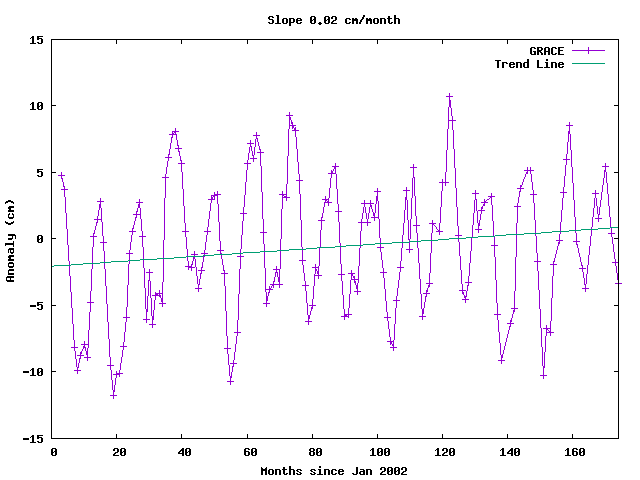 Slope 0.02 cm/month
GRACE
Trend Line
15
10
5
0
-5
-10
-15
Anomaly (cm)
0 20 40 60 80 100 120 140 160
Months since Jan 2002